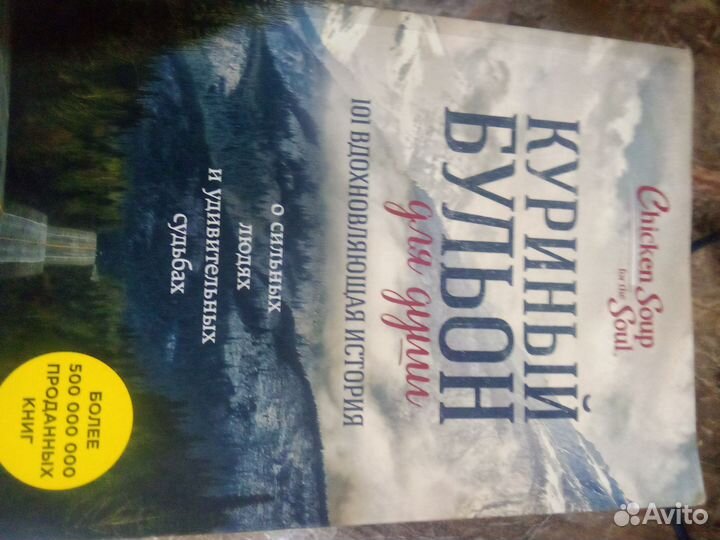 Chicken Soup
for the
Soul
КУРИНЫЙ
БУЛЬОН
для души
101 ВДОХНОВЛЯЮЩАЯ ИСТОРИЯ
о сильных
людях
и удивительных
судьбах
БОЛЕЕ
500 000 000
ПРОДАННЫХ
КНИГ
Avito